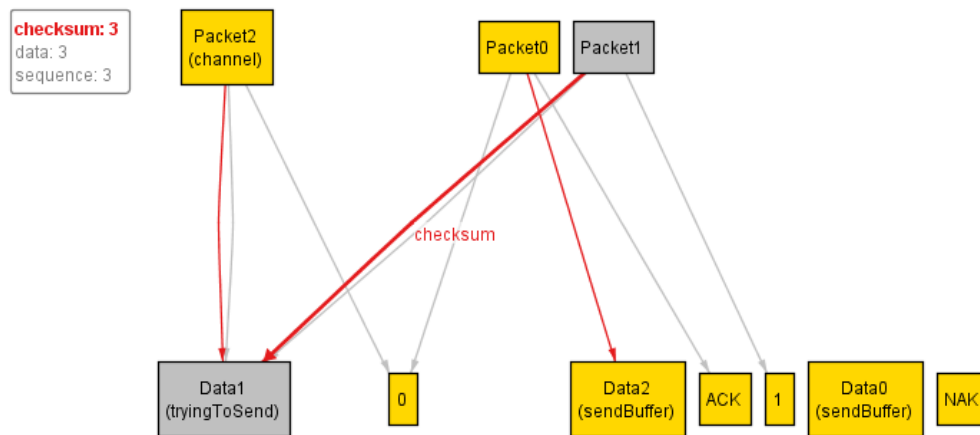 checksum: 3
data: 3
sequence: 3
Packet2
(channel)
Packet0
Packet1
checksum
Data1
(tryingToSend)
0
Data2
(sendBuffer)
ACK
1
Data0
(sendBuffer)
NAK